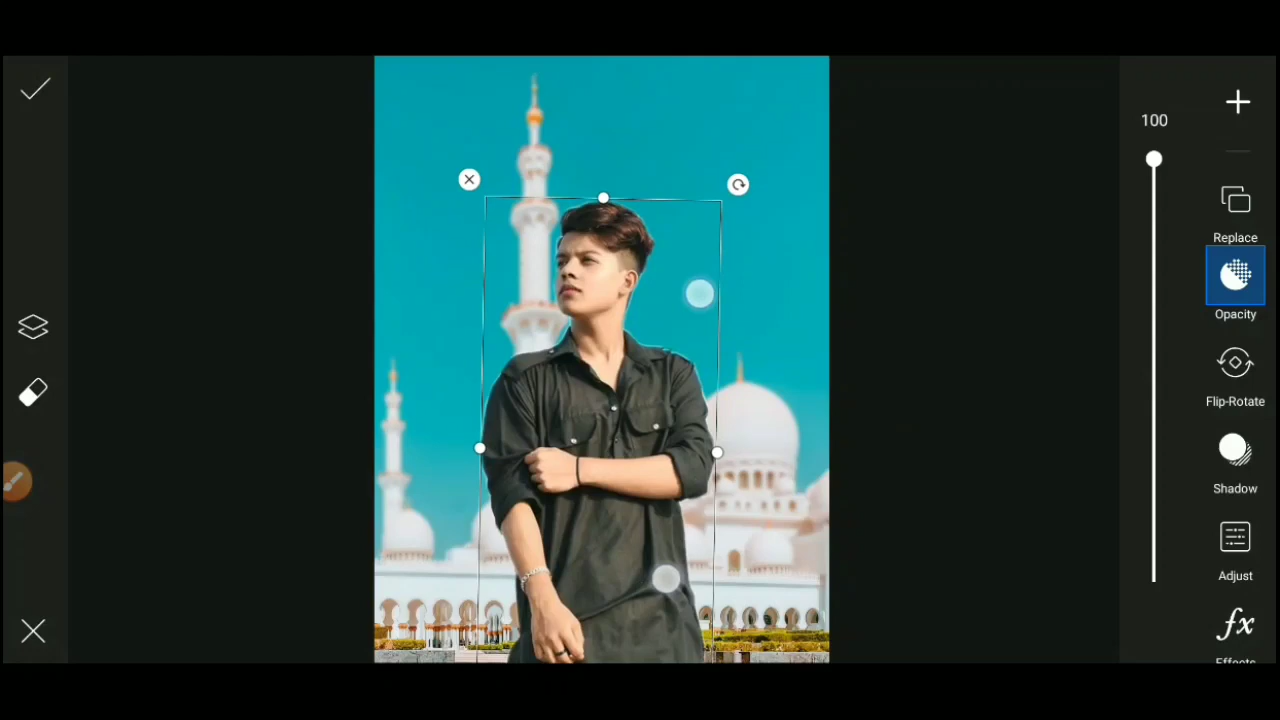 100
Replace
Opacity
Flip-Rotate
Shadow
Adjust
fx
Effects